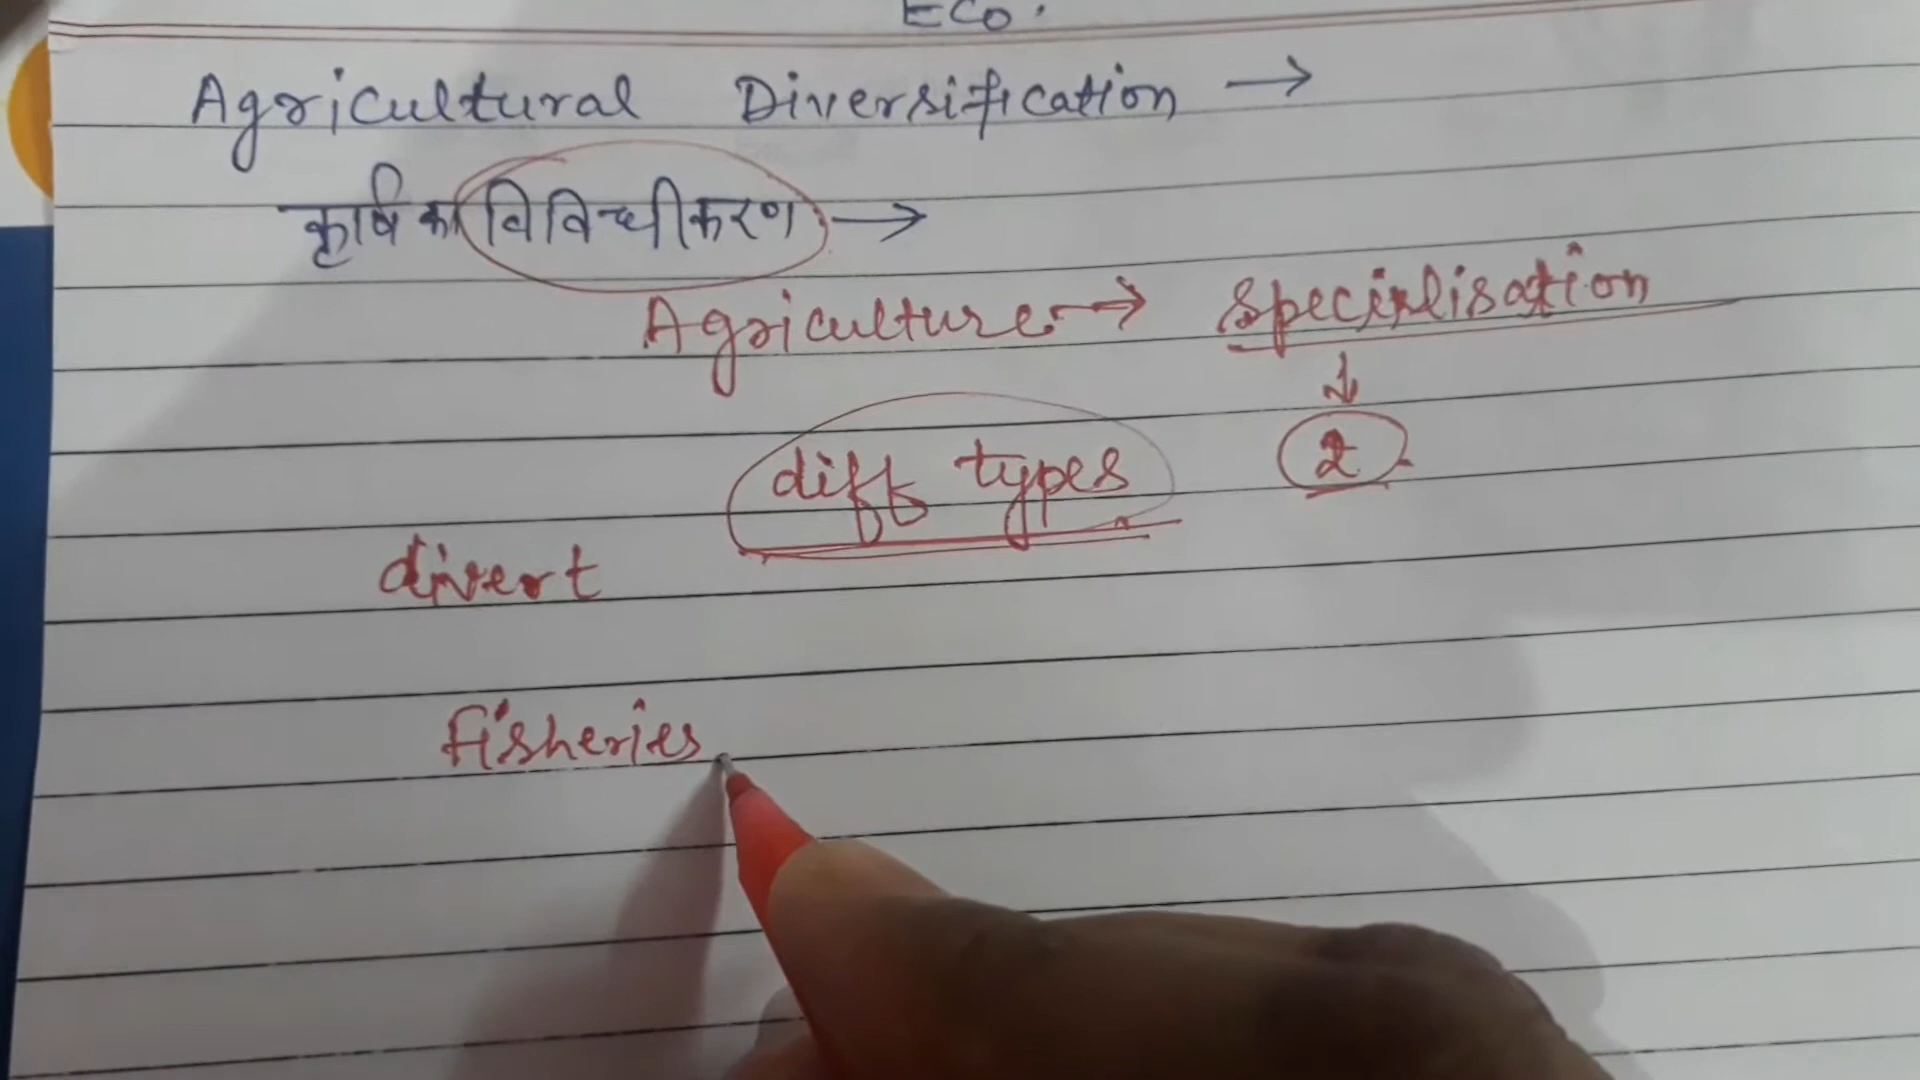 Eco.
Agricultural Diversification →
कृषि का विविधीकरण →
Agriculture → specialisation
↓
diff types 2
divert
fisheries